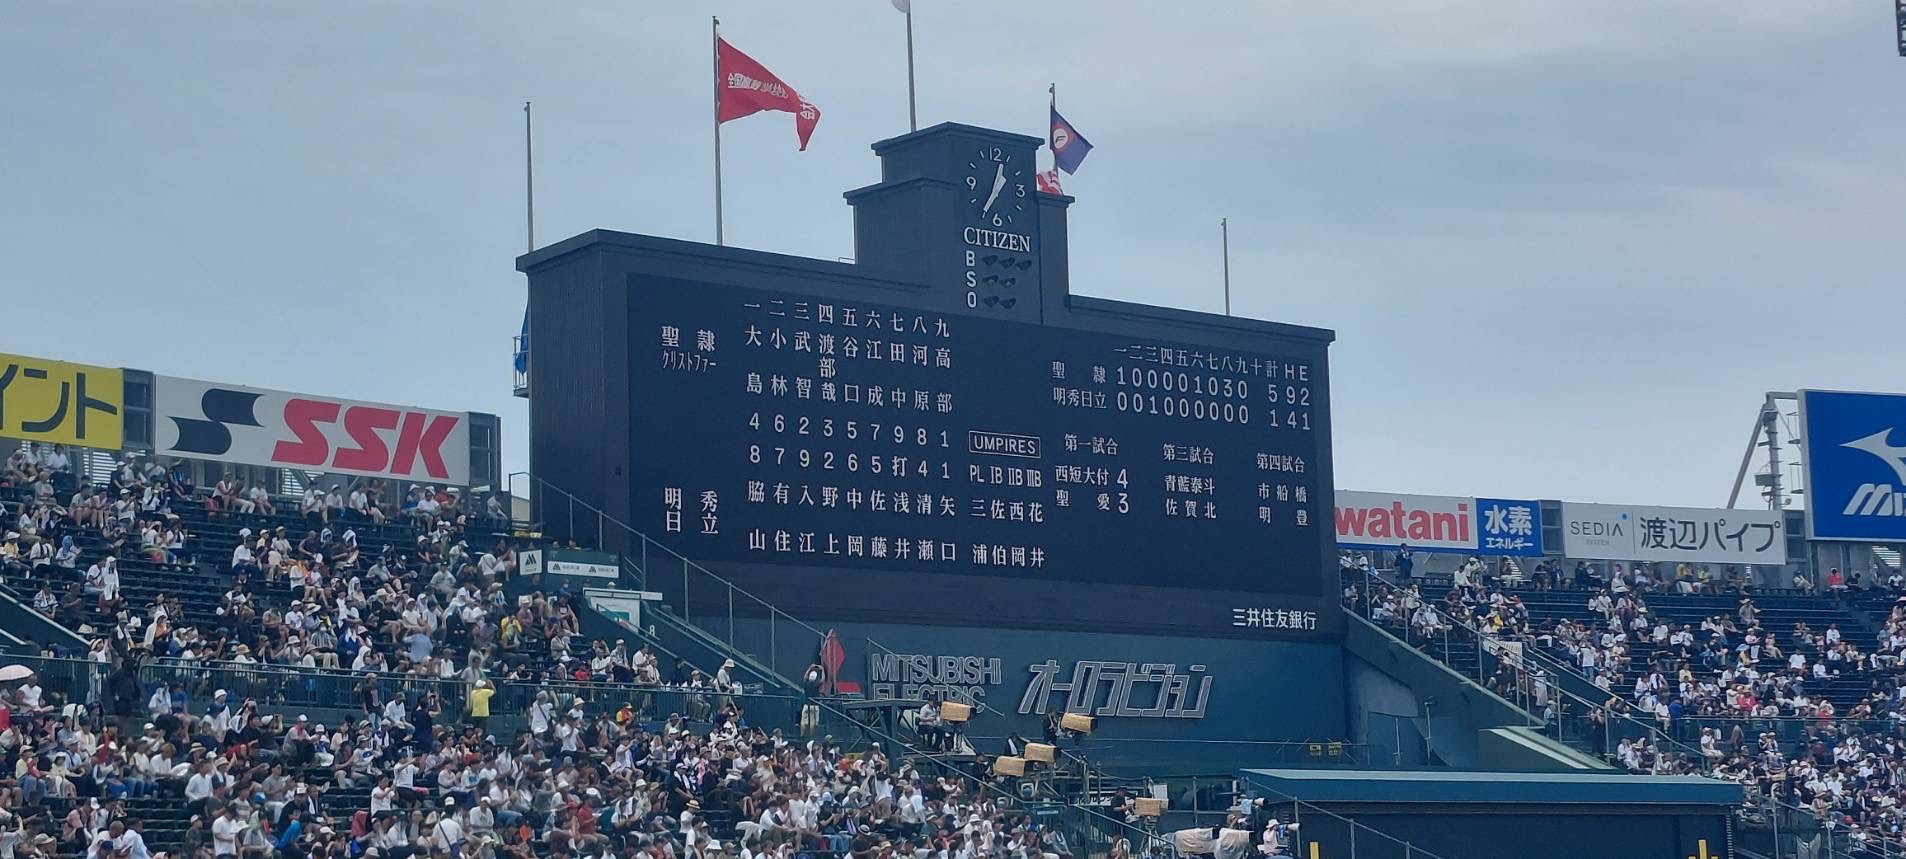 12
9 3
6
CITIZEN
B
S
O
一 二 三 四 五 六 七 八 九
聖隷
クリストファー
大島 小林 武智 渡部哉 谷口 江成 田中 河原 高部
4 6 2 3 5 7 9 8 1
8 7 9 2 6 5 打 4 1
明秀
日立
脇山 有住 入江 野上 中岡 佐藤 浅井 清瀬 矢口
UMPIRES
PL 1B 2B 3B
三浦 佐伯 西岡 花井
一二三四五六七八九十計HE
聖隷 100001030 5 9 2
明秀日立 001000000 1 4 1
第一試合
西短大付 4
聖愛 3
第三試合
青藍泰斗
佐賀北
第四試合
市船橋
明豊
三井住友銀行
MITSUBISHI
ELECTRIC
オーロラビジョン
イント
SSK
8
watani
水素
エネルギー
SEDIA
SYSTEM
渡辺パイプ